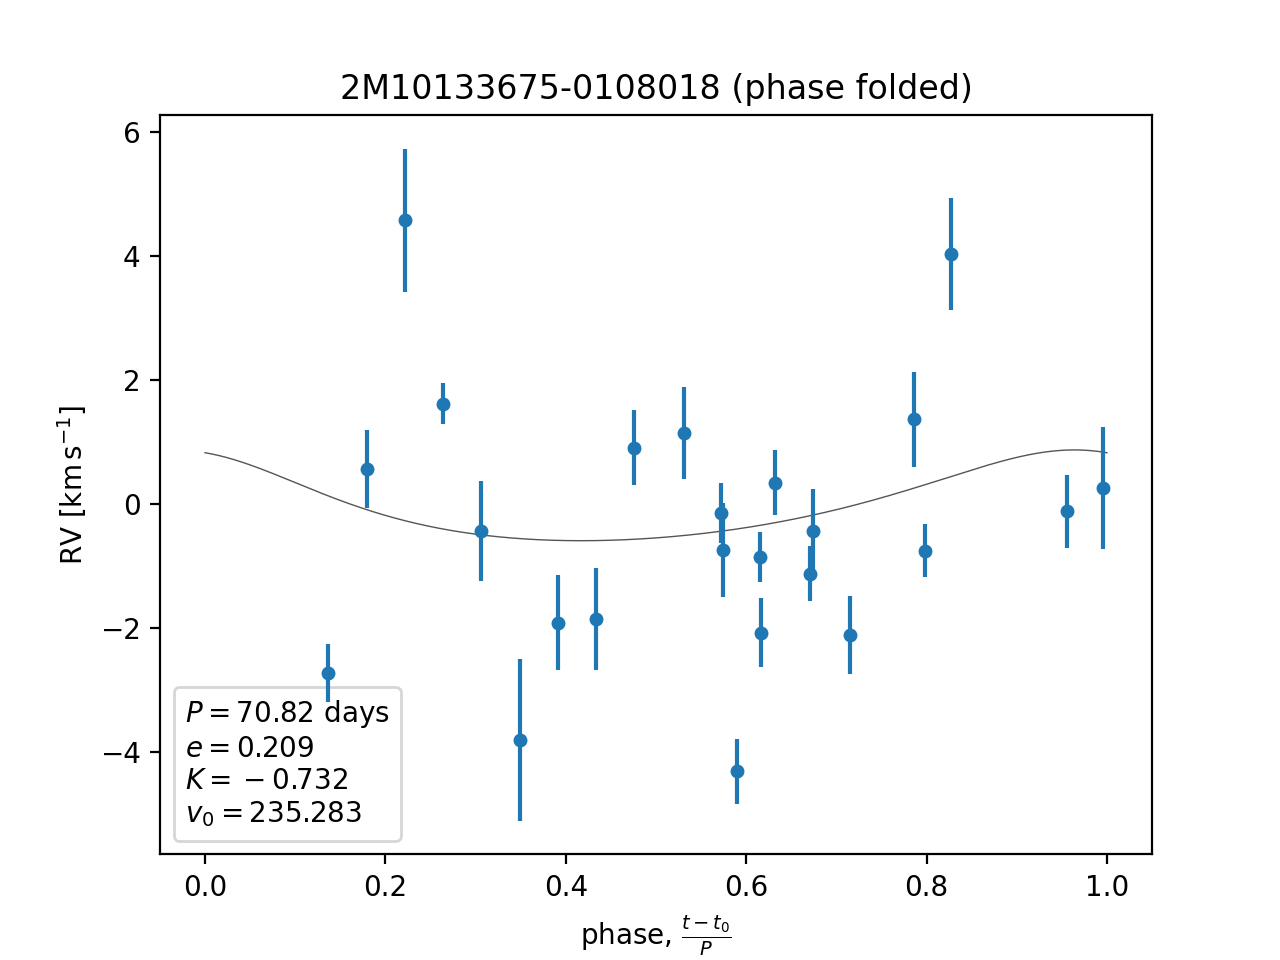 2M10133675-0108018 (phase folded)
6
4
2
0
−2
−4
RV [km s⁻¹]
P = 70.82 days
e = 0.209
K = −0.732
v₀ = 235.283
0.0 0.2 0.4 0.6 0.8 1.0
phase, (t − t₀)/P